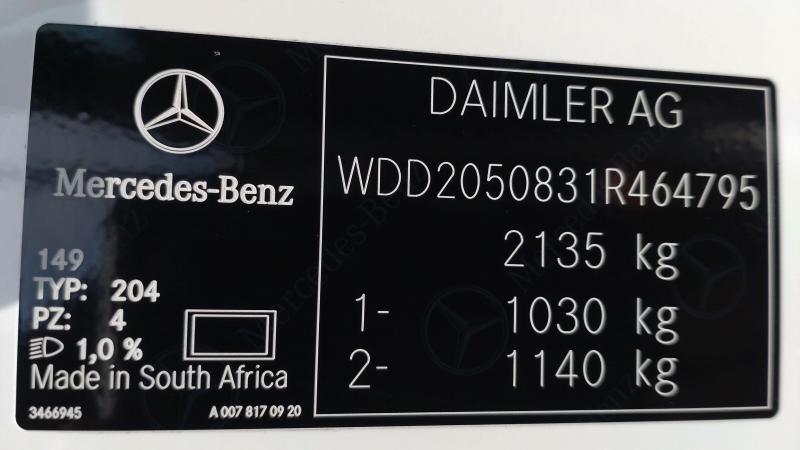 Mercedes-Benz
149
TYP: 204
PZ: 4
1,0 %
Made in South Africa
3466945 A 007 817 09 20
DAIMLER AG
WDD2050831R464795
2135 kg
1- 1030 kg
2- 1140 kg